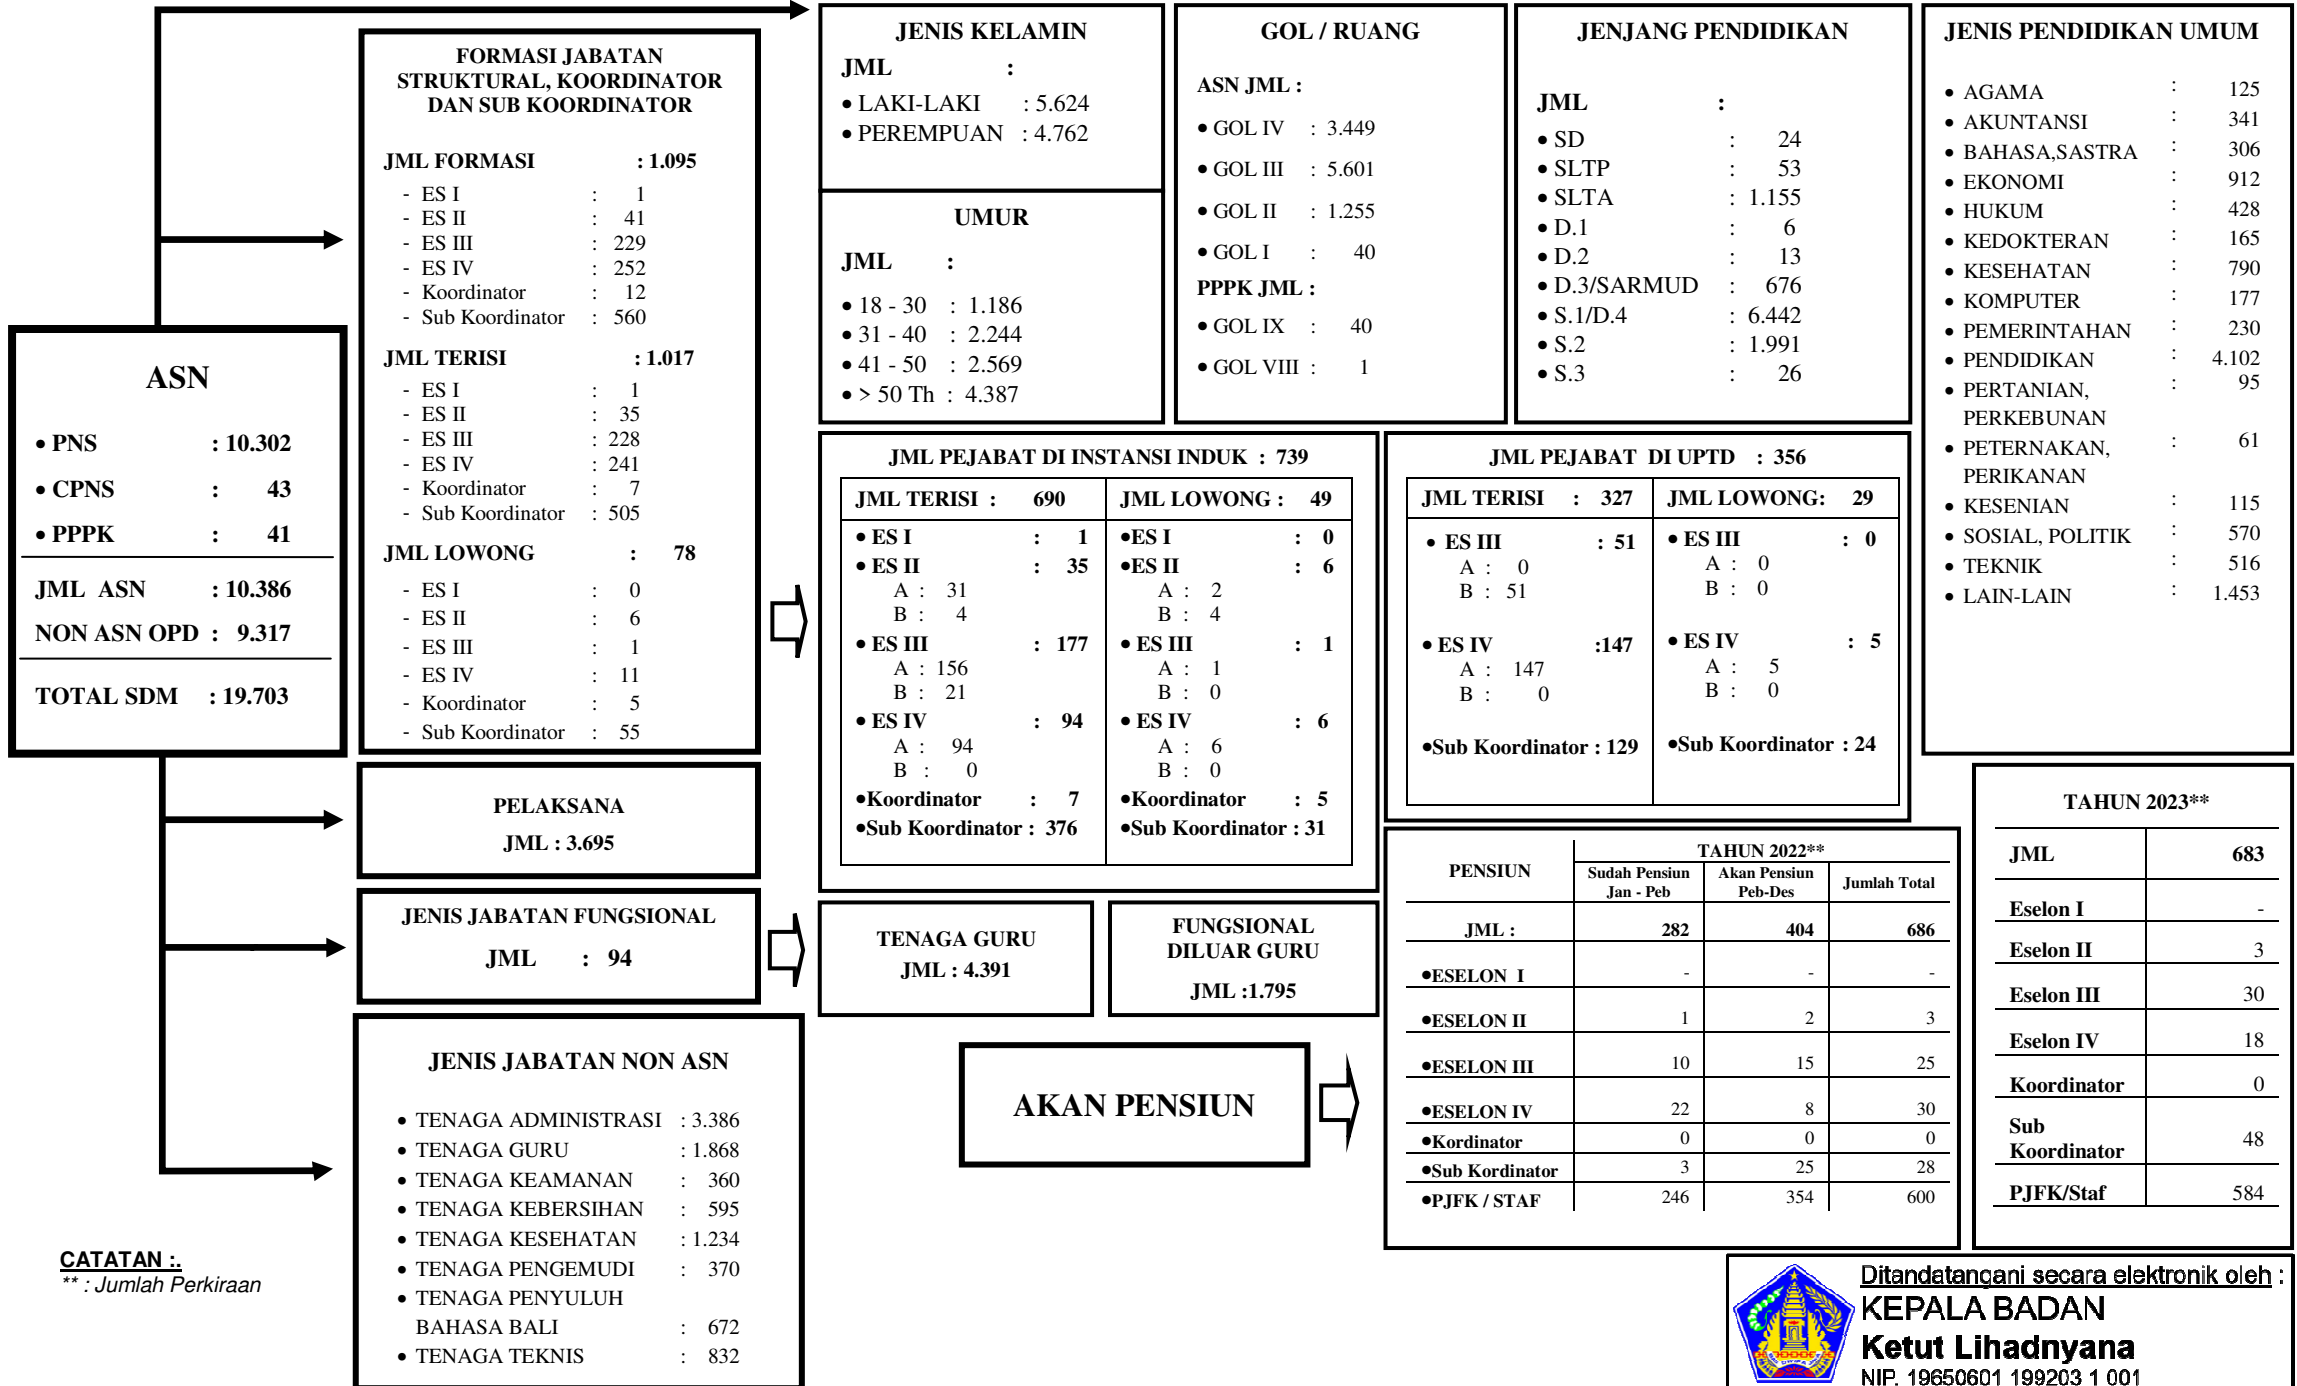 ASN
• PNS : 10.302
• CPNS : 43
• PPPK : 41
JML ASN : 10.386
NON ASN OPD : 9.317
TOTAL SDM : 19.703
FORMASI JABATAN
STRUKTURAL, KOORDINATOR
DAN SUB KOORDINATOR
JML FORMASI : 1.095
- ES I : 1
- ES II : 41
- ES III : 229
- ES IV : 252
- Koordinator : 12
- Sub Koordinator : 560
JML TERISI : 1.017
- ES I : 1
- ES II : 35
- ES III : 228
- ES IV : 241
- Koordinator : 7
- Sub Koordinator : 505
JML LOWONG : 78
- ES I : 0
- ES II : 6
- ES III : 1
- ES IV : 11
- Koordinator : 5
- Sub Koordinator : 55
PELAKSANA
JML : 3.695
JENIS JABATAN FUNGSIONAL
JML : 94
JENIS JABATAN NON ASN
• TENAGA ADMINISTRASI : 3.386
• TENAGA GURU : 1.868
• TENAGA KEAMANAN : 360
• TENAGA KEBERSIHAN : 595
• TENAGA KESEHATAN : 1.234
• TENAGA PENGEMUDI : 370
• TENAGA PENYULUH
BAHASA BALI : 672
• TENAGA TEKNIS : 832
JENIS KELAMIN
JML :
• LAKI-LAKI : 5.624
• PEREMPUAN : 4.762
UMUR
JML :
• 18 - 30 : 1.186
• 31 - 40 : 2.244
• 41 - 50 : 2.569
• > 50 Th : 4.387
GOL / RUANG
ASN JML :
• GOL IV : 3.449
• GOL III : 5.601
• GOL II : 1.255
• GOL I : 40
PPPK JML :
• GOL IX : 40
• GOL VIII : 1
JENJANG PENDIDIKAN
JML :
• SD : 24
• SLTP : 53
• SLTA : 1.155
• D.1 : 6
• D.2 : 13
• D.3/SARMUD : 676
• S.1/D.4 : 6.442
• S.2 : 1.991
• S.3 : 26
JENIS PENDIDIKAN UMUM
• AGAMA : 125
• AKUNTANSI : 341
• BAHASA,SASTRA : 306
• EKONOMI : 912
• HUKUM : 428
• KEDOKTERAN : 165
• KESEHATAN : 790
• KOMPUTER : 177
• PEMERINTAHAN : 230
• PENDIDIKAN : 4.102
• PERTANIAN, : 95
PERKEBUNAN
• PETERNAKAN, : 61
PERIKANAN
• KESENIAN : 115
• SOSIAL, POLITIK : 570
• TEKNIK : 516
• LAIN-LAIN : 1.453
JML PEJABAT DI INSTANSI INDUK : 739
JML TERISI : 690
• ES I : 1
• ES II : 35
A : 31
B : 4
• ES III : 177
A : 156
B : 21
• ES IV : 94
A : 94
B : 0
•Koordinator : 7
•Sub Koordinator : 376
JML LOWONG : 49
•ES I : 0
•ES II : 6
A : 2
B : 4
• ES III : 1
A : 1
B : 0
• ES IV : 6
A : 6
B : 0
•Koordinator : 5
•Sub Koordinator : 31
JML PEJABAT DI UPTD : 356
JML TERISI : 327
• ES III : 51
A : 0
B : 51
• ES IV :147
A : 147
B : 0
•Sub Koordinator : 129
JML LOWONG: 29
• ES III : 0
A : 0
B : 0
• ES IV : 5
A : 5
B : 0
•Sub Koordinator : 24
TENAGA GURU
JML : 4.391
FUNGSIONAL
DILUAR GURU
JML :1.795
AKAN PENSIUN
PENSIUN TAHUN 2022**
Sudah Pensiun Jan - Peb Akan Pensiun Peb-Des Jumlah Total
JML : 282 404 686
•ESELON I - - -
•ESELON II 1 2 3
•ESELON III 10 15 25
•ESELON IV 22 8 30
•Kordinator 0 0 0
•Sub Kordinator 3 25 28
•PJFK / STAF 246 354 600
TAHUN 2023**
JML 683
Eselon I -
Eselon II 3
Eselon III 30
Eselon IV 18
Koordinator 0
Sub
Koordinator 48
PJFK/Staf 584
CATATAN :.
** : Jumlah Perkiraan
Ditandatangani secara elektronik oleh :
KEPALA BADAN
Ketut Lihadnyana
NIP. 19650601 199203 1 001